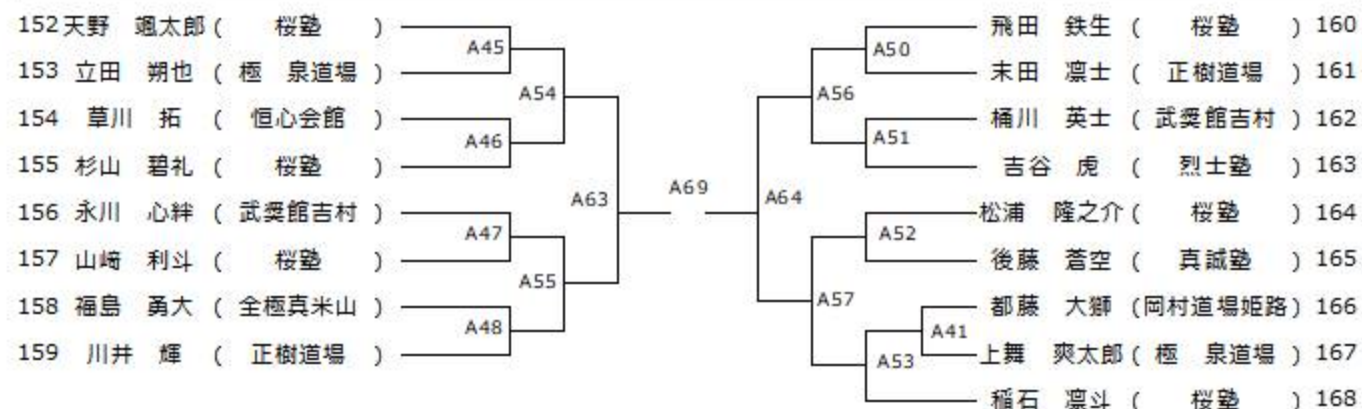 152 天野 颯太郎 ( 桜塾 )
153 立田 朔也 ( 極 泉道場 )
154 草川 拓 ( 恒心会館 )
155 杉山 碧礼 ( 桜塾 )
156 永川 心絆 ( 武奨館吉村 )
157 山﨑 利斗 ( 桜塾 )
158 福島 勇大 ( 全極真米山 )
159 川井 輝 ( 正樹道場 )
A45
A46
A47
A48
A54
A55
A63
A69
A64
A56
A57
A50
A51
A52
A53
A41
飛田 鉄生 ( 桜塾 ) 160
末田 凛士 ( 正樹道場 ) 161
桶川 英士 ( 武奨館吉村 ) 162
吉谷 虎 ( 烈士塾 ) 163
松浦 隆之介 ( 桜塾 ) 164
後藤 蒼空 ( 真誠塾 ) 165
都藤 大獅 (岡村道場姫路) 166
上舞 爽太郎 ( 極 泉道場 ) 167
稲石 凛斗 ( 桜塾 ) 168